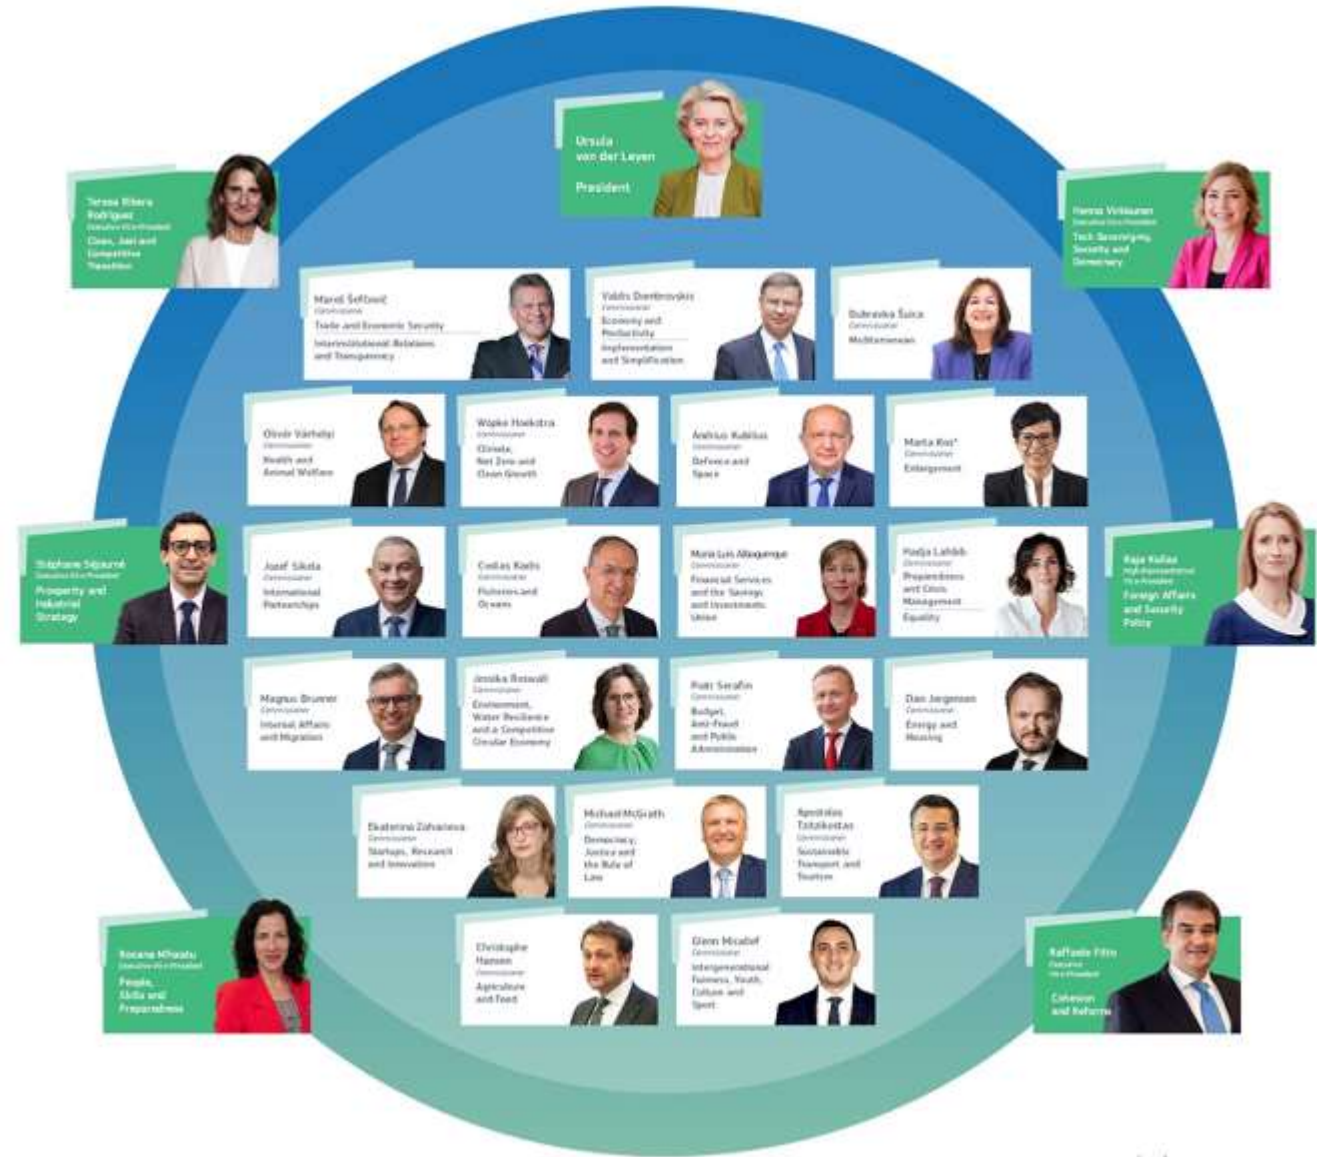 Ursula
von der Leyen
President
Teresa Ribera
Rodríguez
Executive Vice-President
Clean, Just and
Competitive
Transition
Henna Virkkunen
Executive Vice-President
Tech Sovereignty,
Security and
Democracy
Maroš Šefčovič
Commissioner
Trade and Economic Security
Interinstitutional Relations
and Transparency
Valdis Dombrovskis
Commissioner
Economy and
Productivity
Implementation
and Simplification
Dubravka Šuica
Commissioner
Mediterranean
Olivér Várhelyi
Commissioner
Health and
Animal Welfare
Wopke Hoekstra
Commissioner
Climate,
Net Zero and
Clean Growth
Andrius Kubilius
Commissioner
Defence and
Space
Marta Kos*
Commissioner
Enlargement
Stéphane Séjourné
Executive Vice-President
Prosperity and
Industrial
Strategy
Jozef Síkela
Commissioner
International
Partnerships
Costas Kadis
Commissioner
Fisheries and
Oceans
Maria Luís Albuquerque
Commissioner
Financial Services
and the Savings
and Investments
Union
Hadja Lahbib
Commissioner
Preparedness
and Crisis
Management
Equality
Kaja Kallas
High Representative
Vice-President
Foreign Affairs
and Security
Policy
Magnus Brunner
Commissioner
Internal Affairs
and Migration
Jessika Roswall
Commissioner
Environment,
Water Resilience
and a Competitive
Circular Economy
Piotr Serafin
Commissioner
Budget,
Anti-Fraud
and Public
Administration
Dan Jørgensen
Commissioner
Energy and
Housing
Ekaterina Zaharieva
Commissioner
Startups, Research
and Innovation
Michael McGrath
Commissioner
Democracy,
Justice and
the Rule of
Law
Apostolos
Tzitzikostas
Commissioner
Sustainable
Transport and
Tourism
Roxana Mînzatu
Executive Vice-President
People,
Skills and
Preparedness
Christophe
Hansen
Commissioner
Agriculture
and Food
Glenn Micallef
Commissioner
Intergenerational
Fairness, Youth,
Culture and
Sport
Raffaele Fitto
Executive
Vice-President
Cohesion
and Reforms